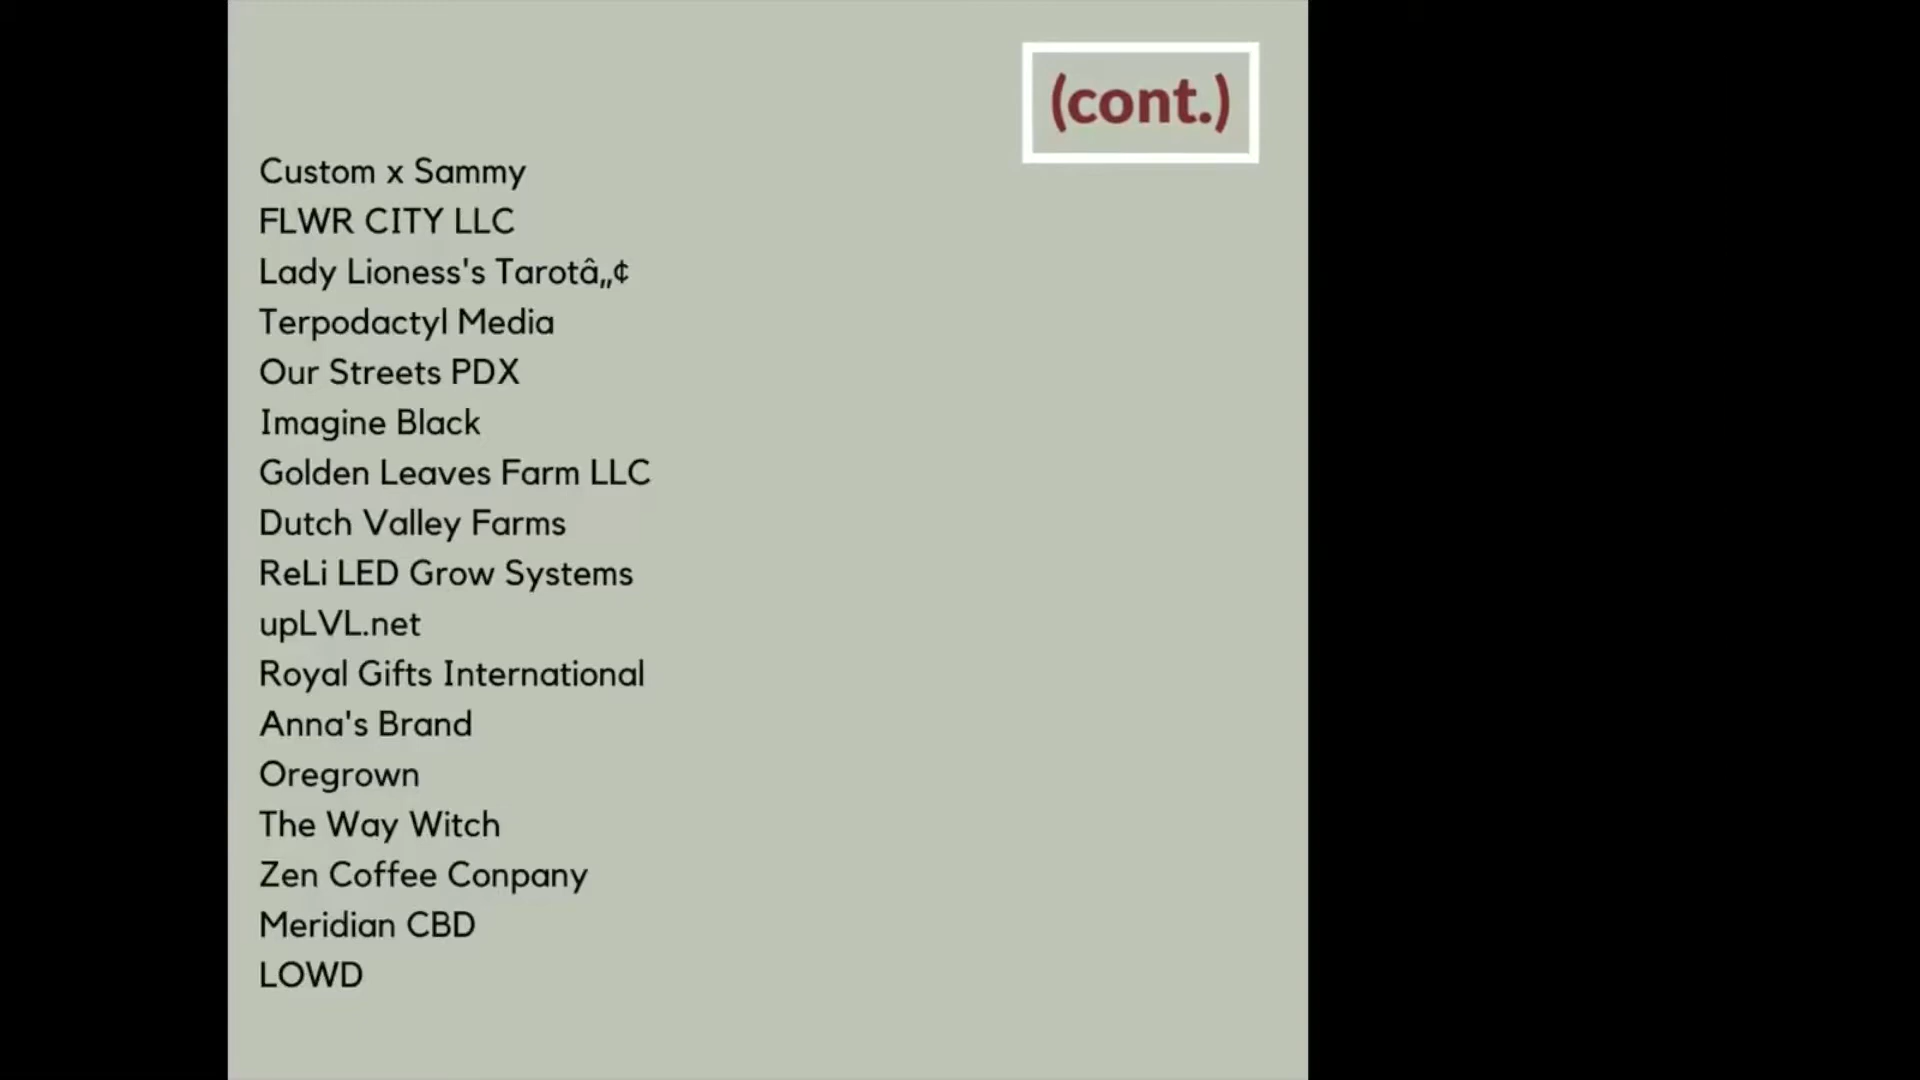 (cont.)
Custom x Sammy
FLWR CITY LLC
Lady Lioness's Tarotâ„¢
Terpodactyl Media
Our Streets PDX
Imagine Black
Golden Leaves Farm LLC
Dutch Valley Farms
ReLi LED Grow Systems
upLVL.net
Royal Gifts International
Anna's Brand
Oregrown
The Way Witch
Zen Coffee Conpany
Meridian CBD
LOWD